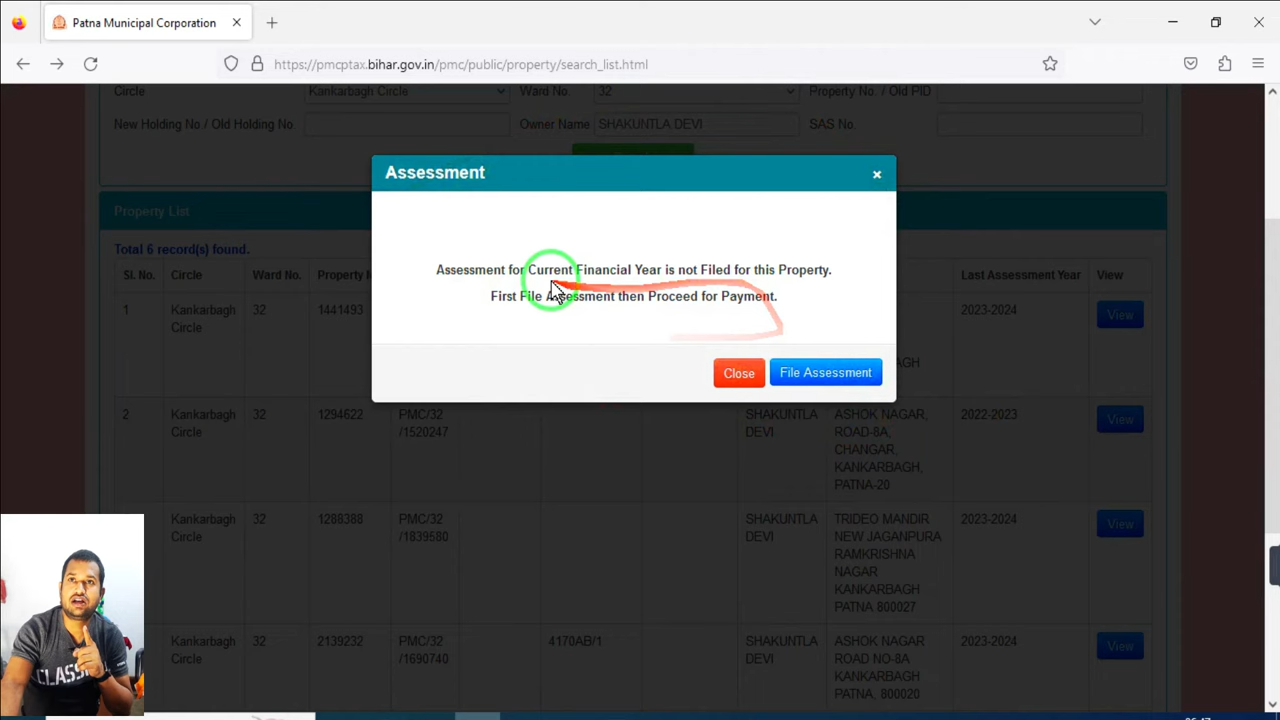 Patna Municipal Corporation
https://pmcptax.bihar.gov.in/pmc/public/property/search_list.html
Circle Kankarbagh Circle Ward No. 32 Property No. / Old PID
New Holding No / Old Holding No Owner Name SHAKUNTLA DEVI SAS No.
Assessment
Assessment for Current Financial Year is not Filed for this Property.
First File Assessment then Proceed for Payment.
Close File Assessment
Property List
Total 6 record(s) found.
Sl. No. Circle Ward No. Last Assessment Year View
1 Kankarbagh 32 1441493 2023-2024 View
Circle
2 Kankarbagh 32 1294622 PMC/32 SHAKUNTLA ASHOK NAGAR, 2022-2023 View
Circle /1520247 DEVI ROAD-8A,
CHANGAR,
KANKARBAGH,
PATNA-20
Kankarbagh 32 1288388 PMC/32 SHAKUNTLA TRIDEO MANDIR 2023-2024 View
Circle /1839580 DEVI NEW JAGANPURA
RAMKRISHNA
NAGAR
KANKARBAGH
PATNA 800027
Kankarbagh 32 2139232 PMC/32 4170AB/1 SHAKUNTLA ASHOK NAGAR 2023-2024 View
Circle /1690740 DEVI ROAD NO-8A
KANKARBAGH
PATNA, 800020